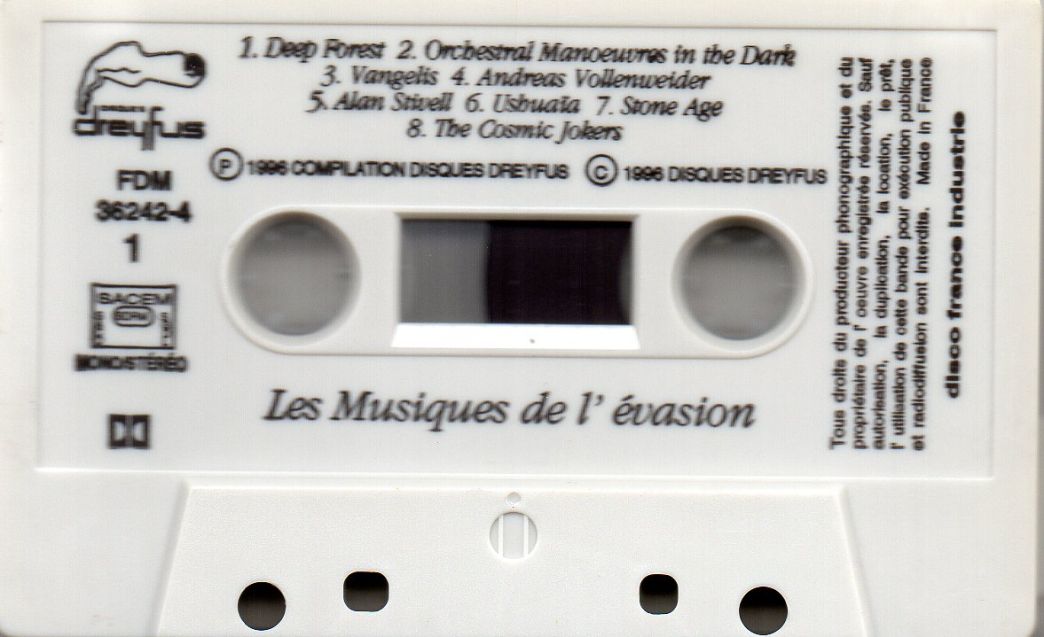 1. Deep Forest 2. Orchestral Manoeuvres in the Dark
3. Vangelis 4. Andreas Vollenweider
5. Alan Stivell 6. Ushuaïa 7. Stone Age
8. The Cosmic Jokers
Ⓟ 1996 COMPILATION DISQUES DREYFUS © 1996 DISQUES DREYFUS
dreyfus
FDM
36242-4
1
SACEM
SDRM
MONO/STÉRÉO
Les Musiques de l' évasion
Tous droits du producteur phonographique et du
propriétaire de l' oeuvre enregistrée réservés. Sauf
autorisation, la duplication, la location, le prêt,
l' utilisation de cette bande pour exécution publique
et radiodiffusion sont interdits. Made in France
disco france industrie